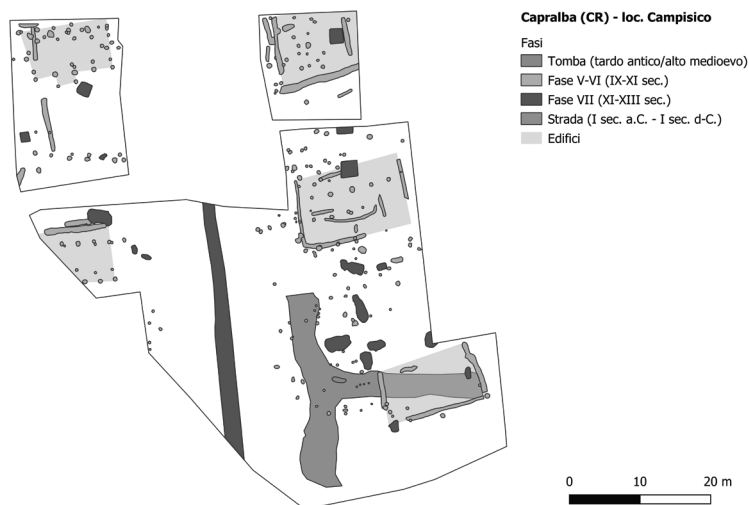 Capralba (CR) - loc. Campisico
Fasi
Tomba (tardo antico/alto medioevo)
Fase V-VI (IX-XI sec.)
Fase VII (XI-XIII sec.)
Strada (I sec. a.C. - I sec. d-C.)
Edifici
0 10 20 m